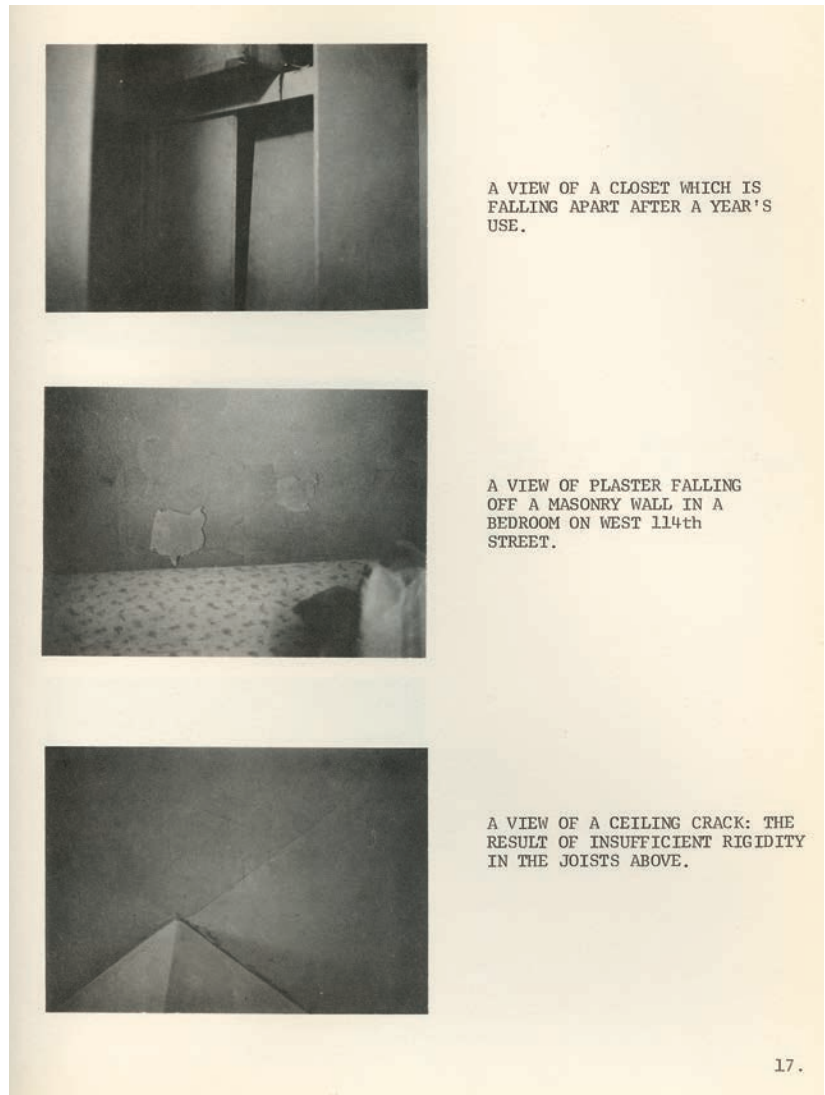 A VIEW OF A CLOSET WHICH IS
FALLING APART AFTER A YEAR'S
USE.
A VIEW OF PLASTER FALLING
OFF A MASONRY WALL IN A
BEDROOM ON WEST 114th
STREET.
A VIEW OF A CEILING CRACK: THE
RESULT OF INSUFFICIENT RIGIDITY
IN THE JOISTS ABOVE.
17.